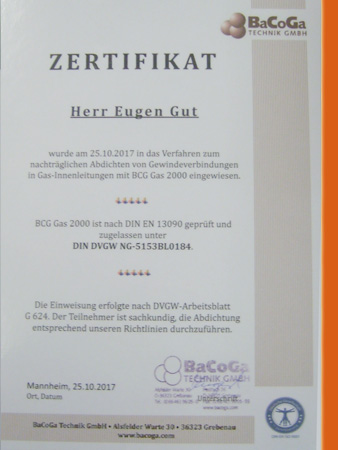 BaCoGa
TECHNIK GMBH
ZERTIFIKAT
Herr Eugen Gut
wurde am 25.10.2017 in das Verfahren zum
nachträglichen Abdichten von Gewindeverbindungen
in Gas-Innenleitungen mit BCG Gas 2000 eingewiesen.
BCG Gas 2000 ist nach DIN EN 13090 geprüft und
zugelassen unter
DIN DVGW NG-5153BL0184.
Die Einweisung erfolgte nach DVGW-Arbeitsblatt
G 624. Der Teilnehmer ist sachkundig, die Abdichtung
entsprechend unseren Richtlinien durchzuführen.
BaCoGa
TECHNIK GMBH
Mannheim, 25.10.2017
Ort, Datum
Unterschrift
www.bacoga.com
BaCoGa Technik GmbH • Alsfelder Warte 30 • 36323 Grebenau
www.bacoga.com